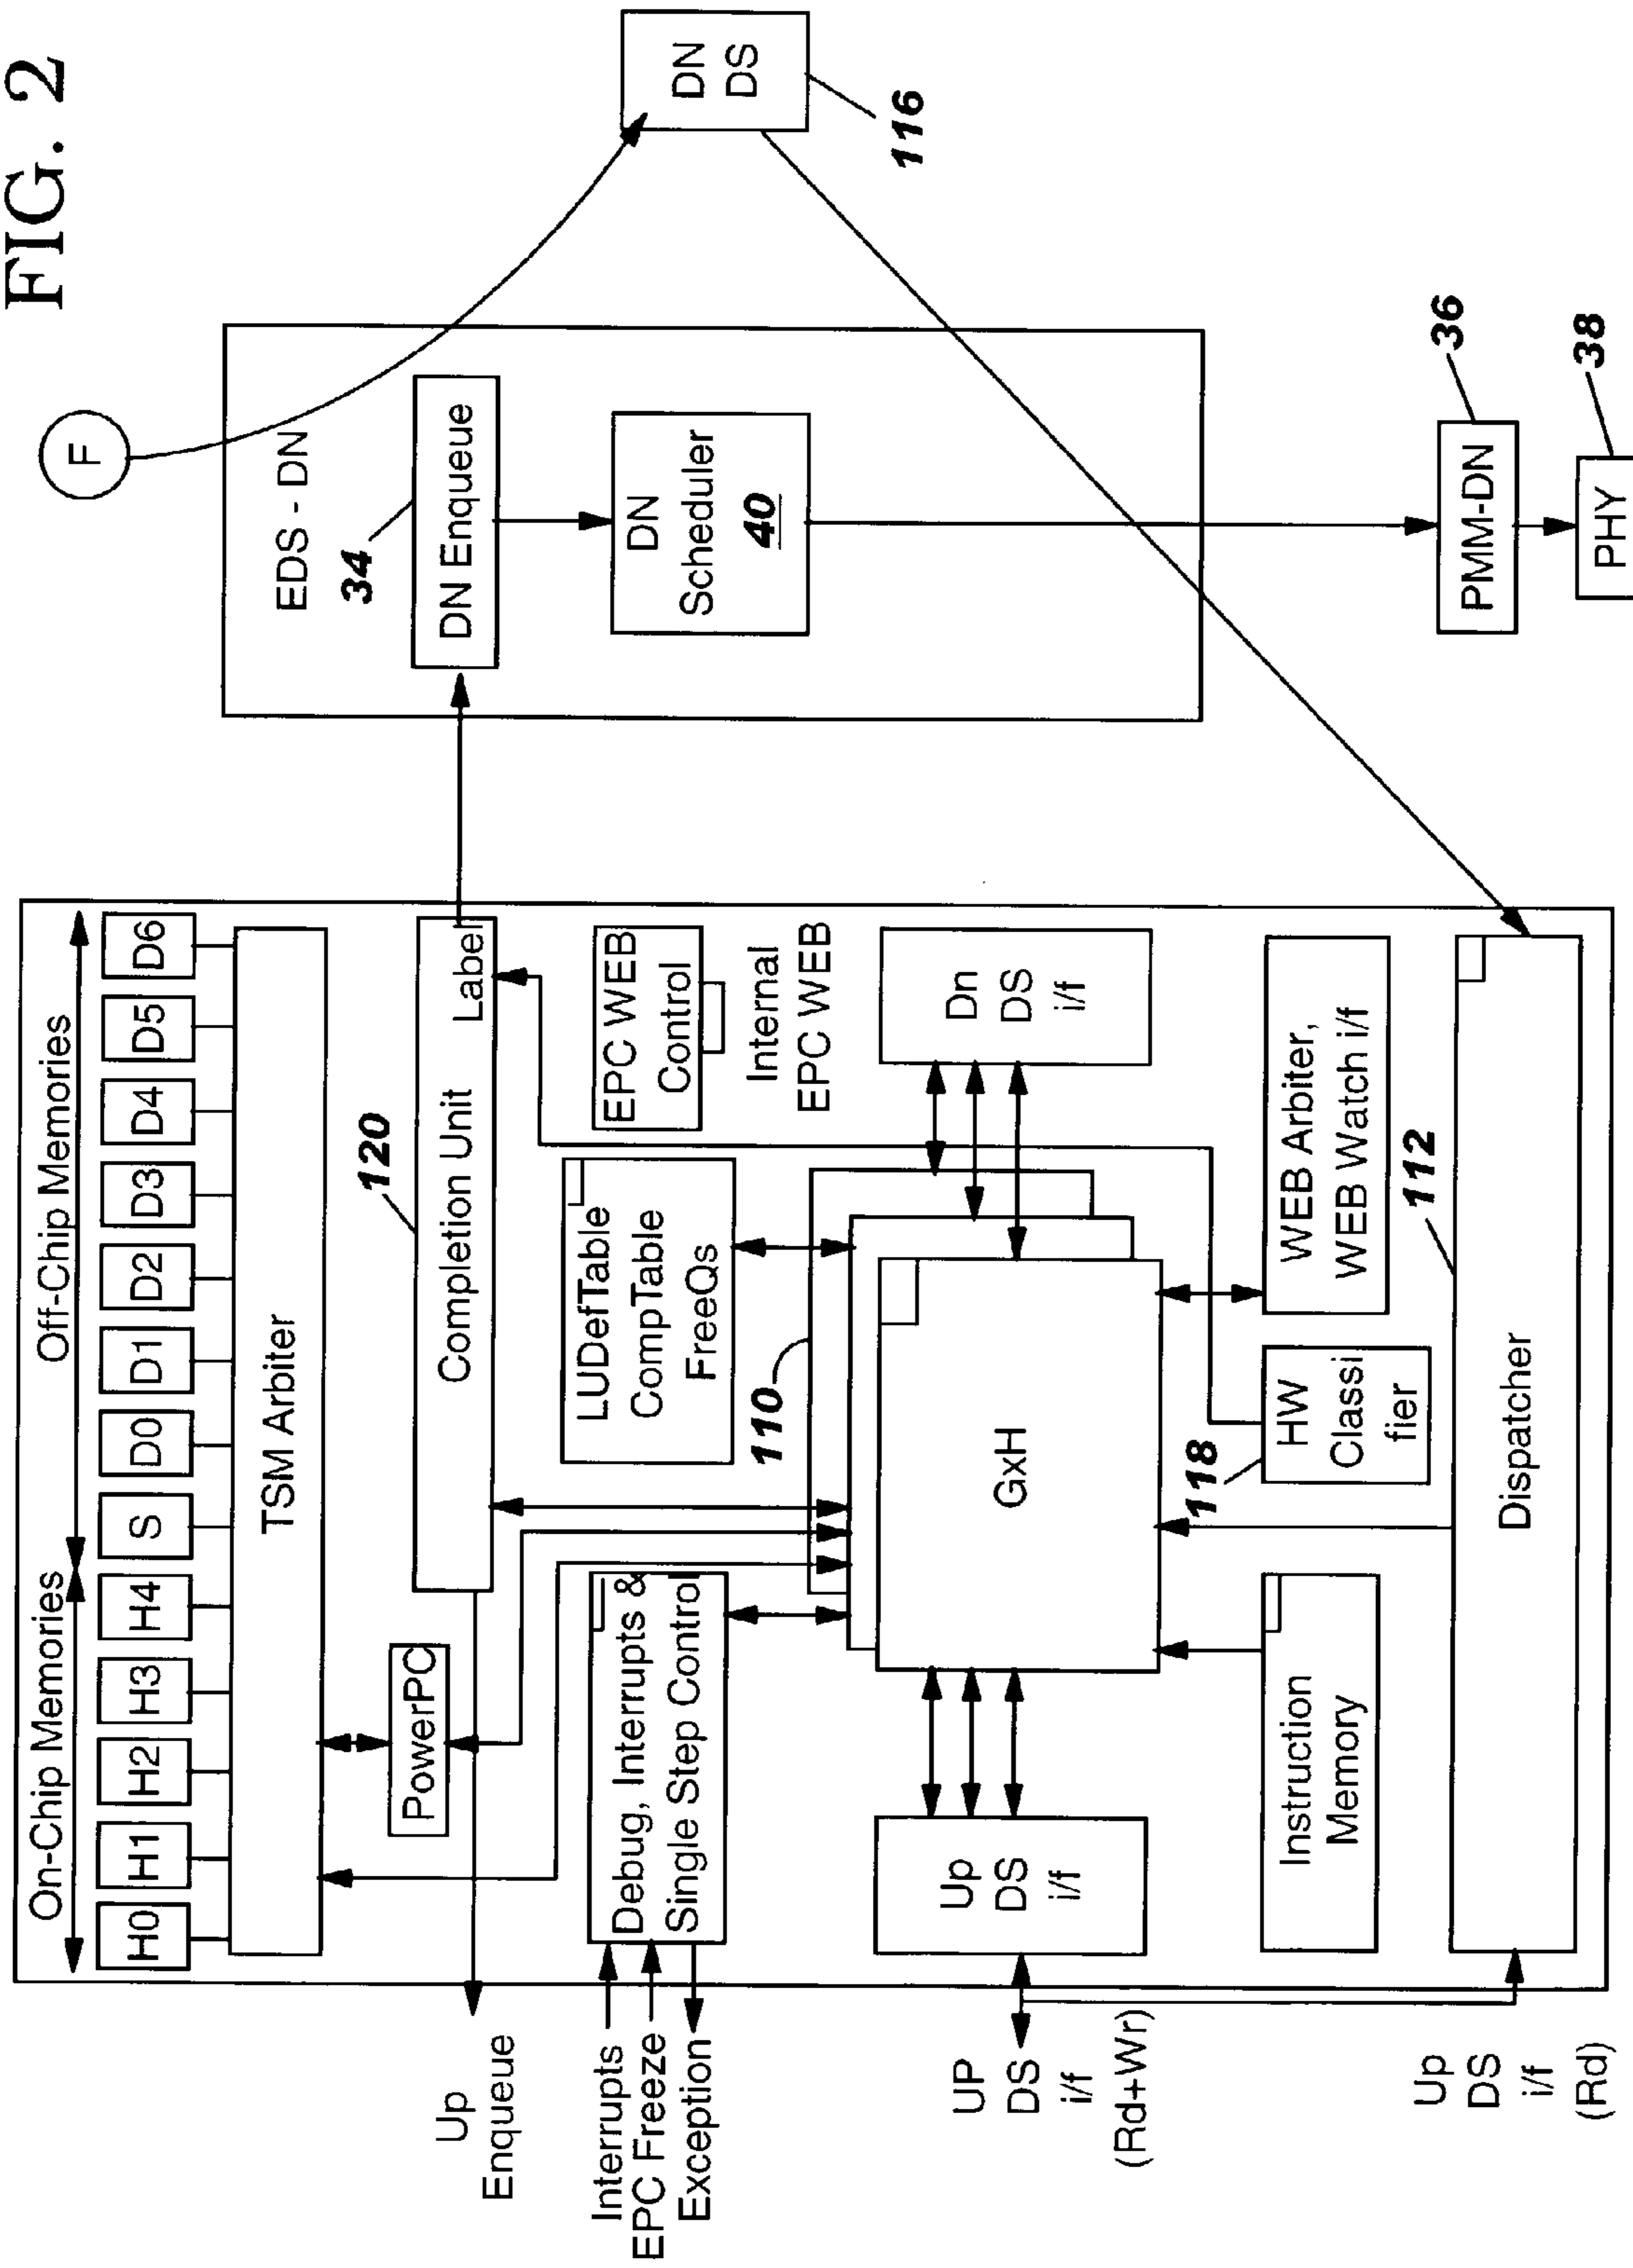 FIG. 2
F
DN
DS
116
EDS - DN
34
DN Enqueue
DN
Scheduler
40
PMM-DN
36
PHY
38
On-Chip Memories
Off-Chip Memories
H0
H1
H2
H3
H4
S
D0
D1
D2
D3
D4
D5
D6
TSM Arbiter
PowerPC
120
Completion Unit
Label
Up
Enqueue
Interrupts
EPC Freeze
Exception
Debug, Interrupts &
Single Step Control
LUDefTable
CompTable
FreeQs
EPC WEB
Control
Internal
EPC WEB
110
GxH
Up
DS
i/f
Dn
DS
i/f
UP
DS
i/f
(Rd+Wr)
Instruction
Memory
118
HW
Classi
fier
WEB Arbiter,
WEB Watch i/f
112
Dispatcher
Up
DS
i/f
(Rd)